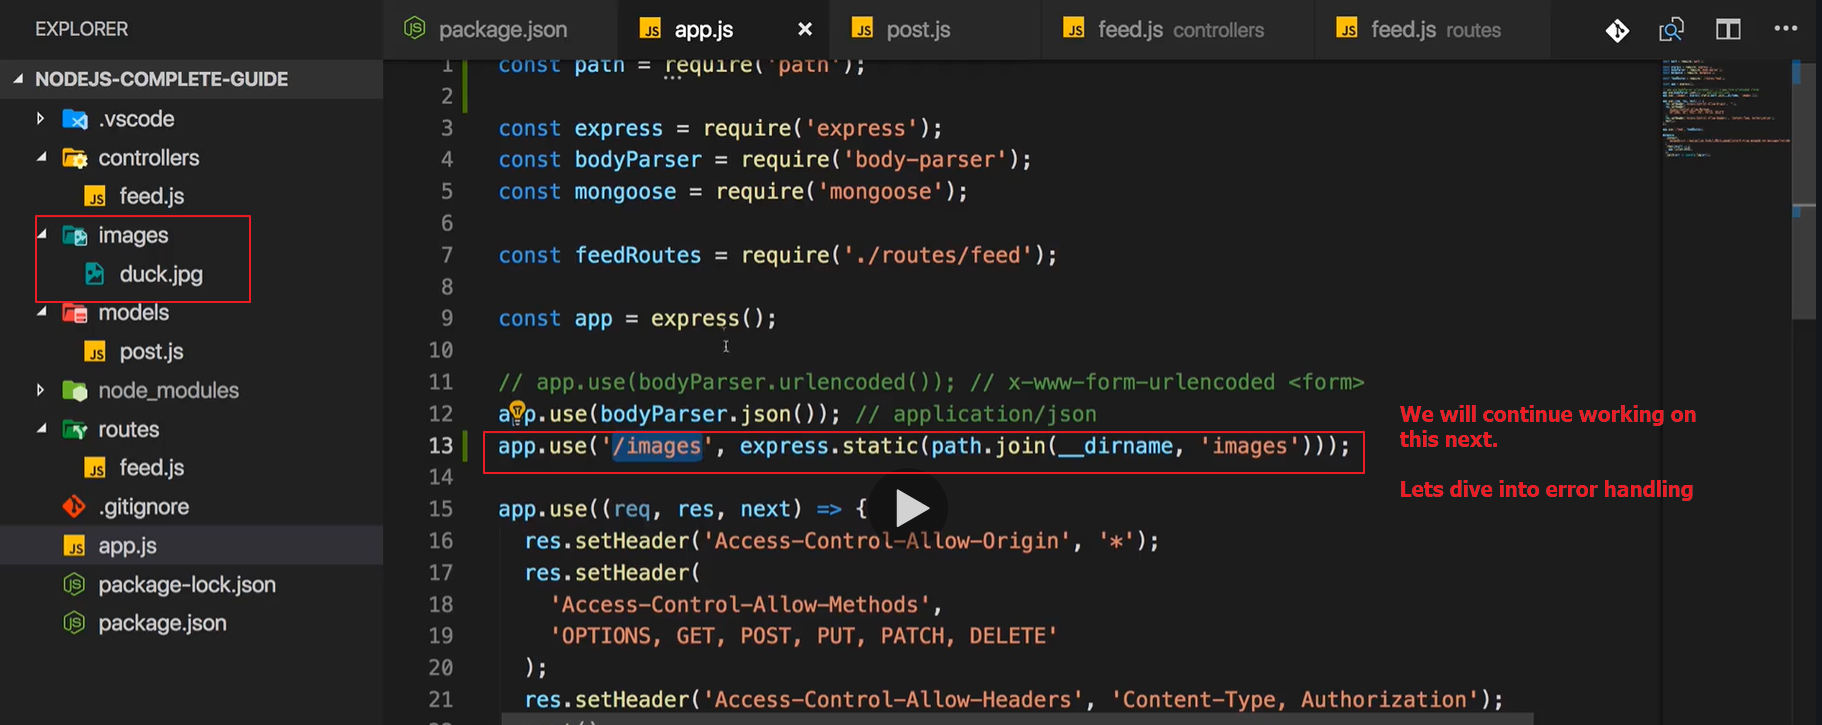 EXPLORER
package.json
app.js
post.js
feed.js controllers
feed.js routes
NODEJS-COMPLETE-GUIDE
.vscode
controllers
feed.js
images
duck.jpg
models
post.js
node_modules
routes
feed.js
.gitignore
app.js
package-lock.json
package.json
1 const path = require('path');
2
3 const express = require('express');
4 const bodyParser = require('body-parser');
5 const mongoose = require('mongoose');
6
7 const feedRoutes = require('./routes/feed');
8
9 const app = express();
10
11 // app.use(bodyParser.urlencoded()); // x-www-form-urlencoded <form>
12 app.use(bodyParser.json()); // application/json
13 app.use('/images', express.static(path.join(__dirname, 'images')));
14
15 app.use((req, res, next) => {
16 res.setHeader('Access-Control-Allow-Origin', '*');
17 res.setHeader(
18 'Access-Control-Allow-Methods',
19 'OPTIONS, GET, POST, PUT, PATCH, DELETE'
20 );
21 res.setHeader('Access-Control-Allow-Headers', 'Content-Type, Authorization');
We will continue working on
this next.
Lets dive into error handling